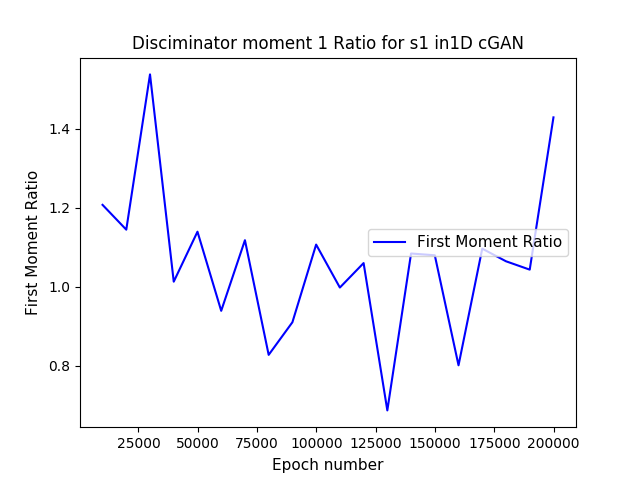 Disciminator moment 1 Ratio for s1 in1D cGAN
First Moment Ratio
1.4
1.2
1.0
0.8
First Moment Ratio
25000 50000 75000 100000 125000 150000 175000 200000
Epoch number